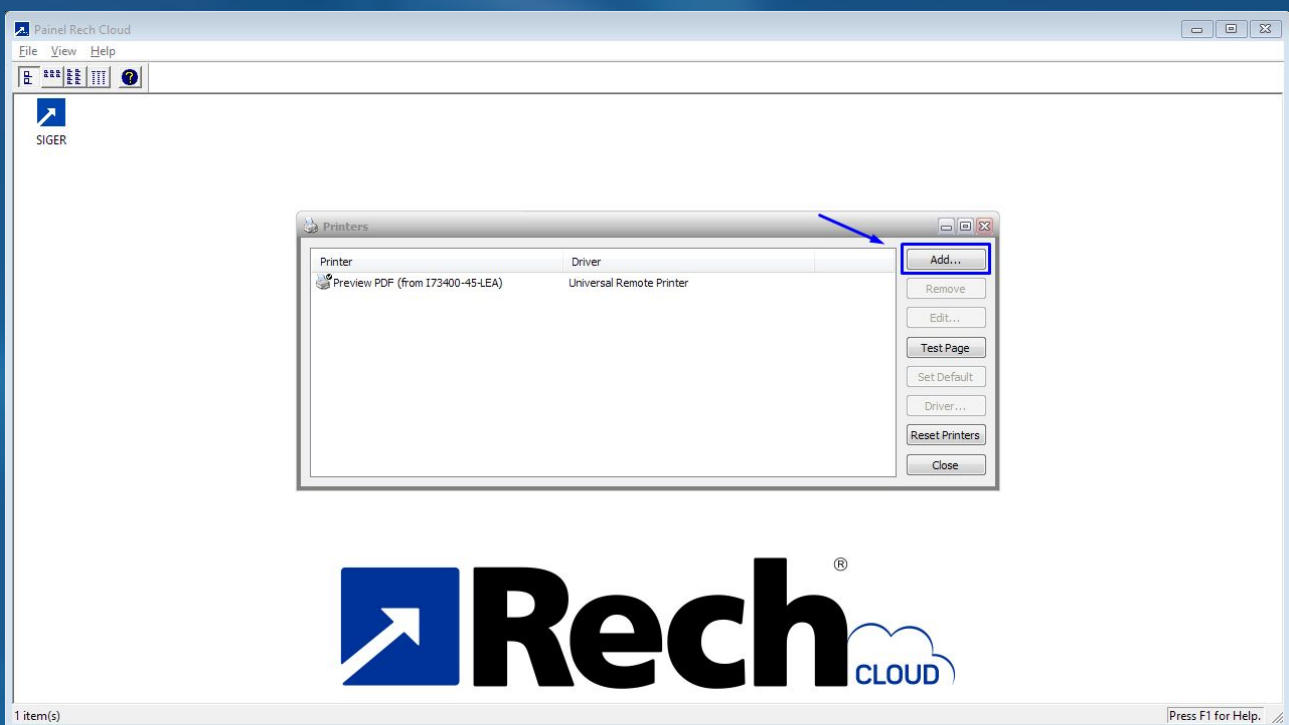 Painel Rech Cloud
File View Help
SIGER
Printers
Printer Driver
Preview PDF (from I73400-45-LEA) Universal Remote Printer
Add...
Remove
Edit...
Test Page
Set Default
Driver...
Reset Printers
Close
Rech®
CLOUD
1 item(s) Press F1 for Help.